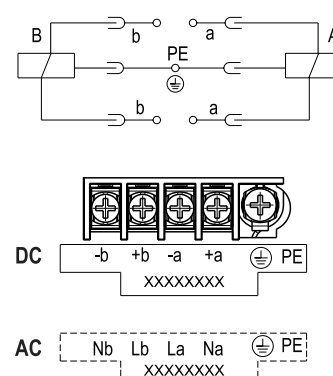 B b a A
PE
b a
DC -b +b -a +a PE
XXXXXXXX
AC Nb Lb La Na PE
XXXXXXXX